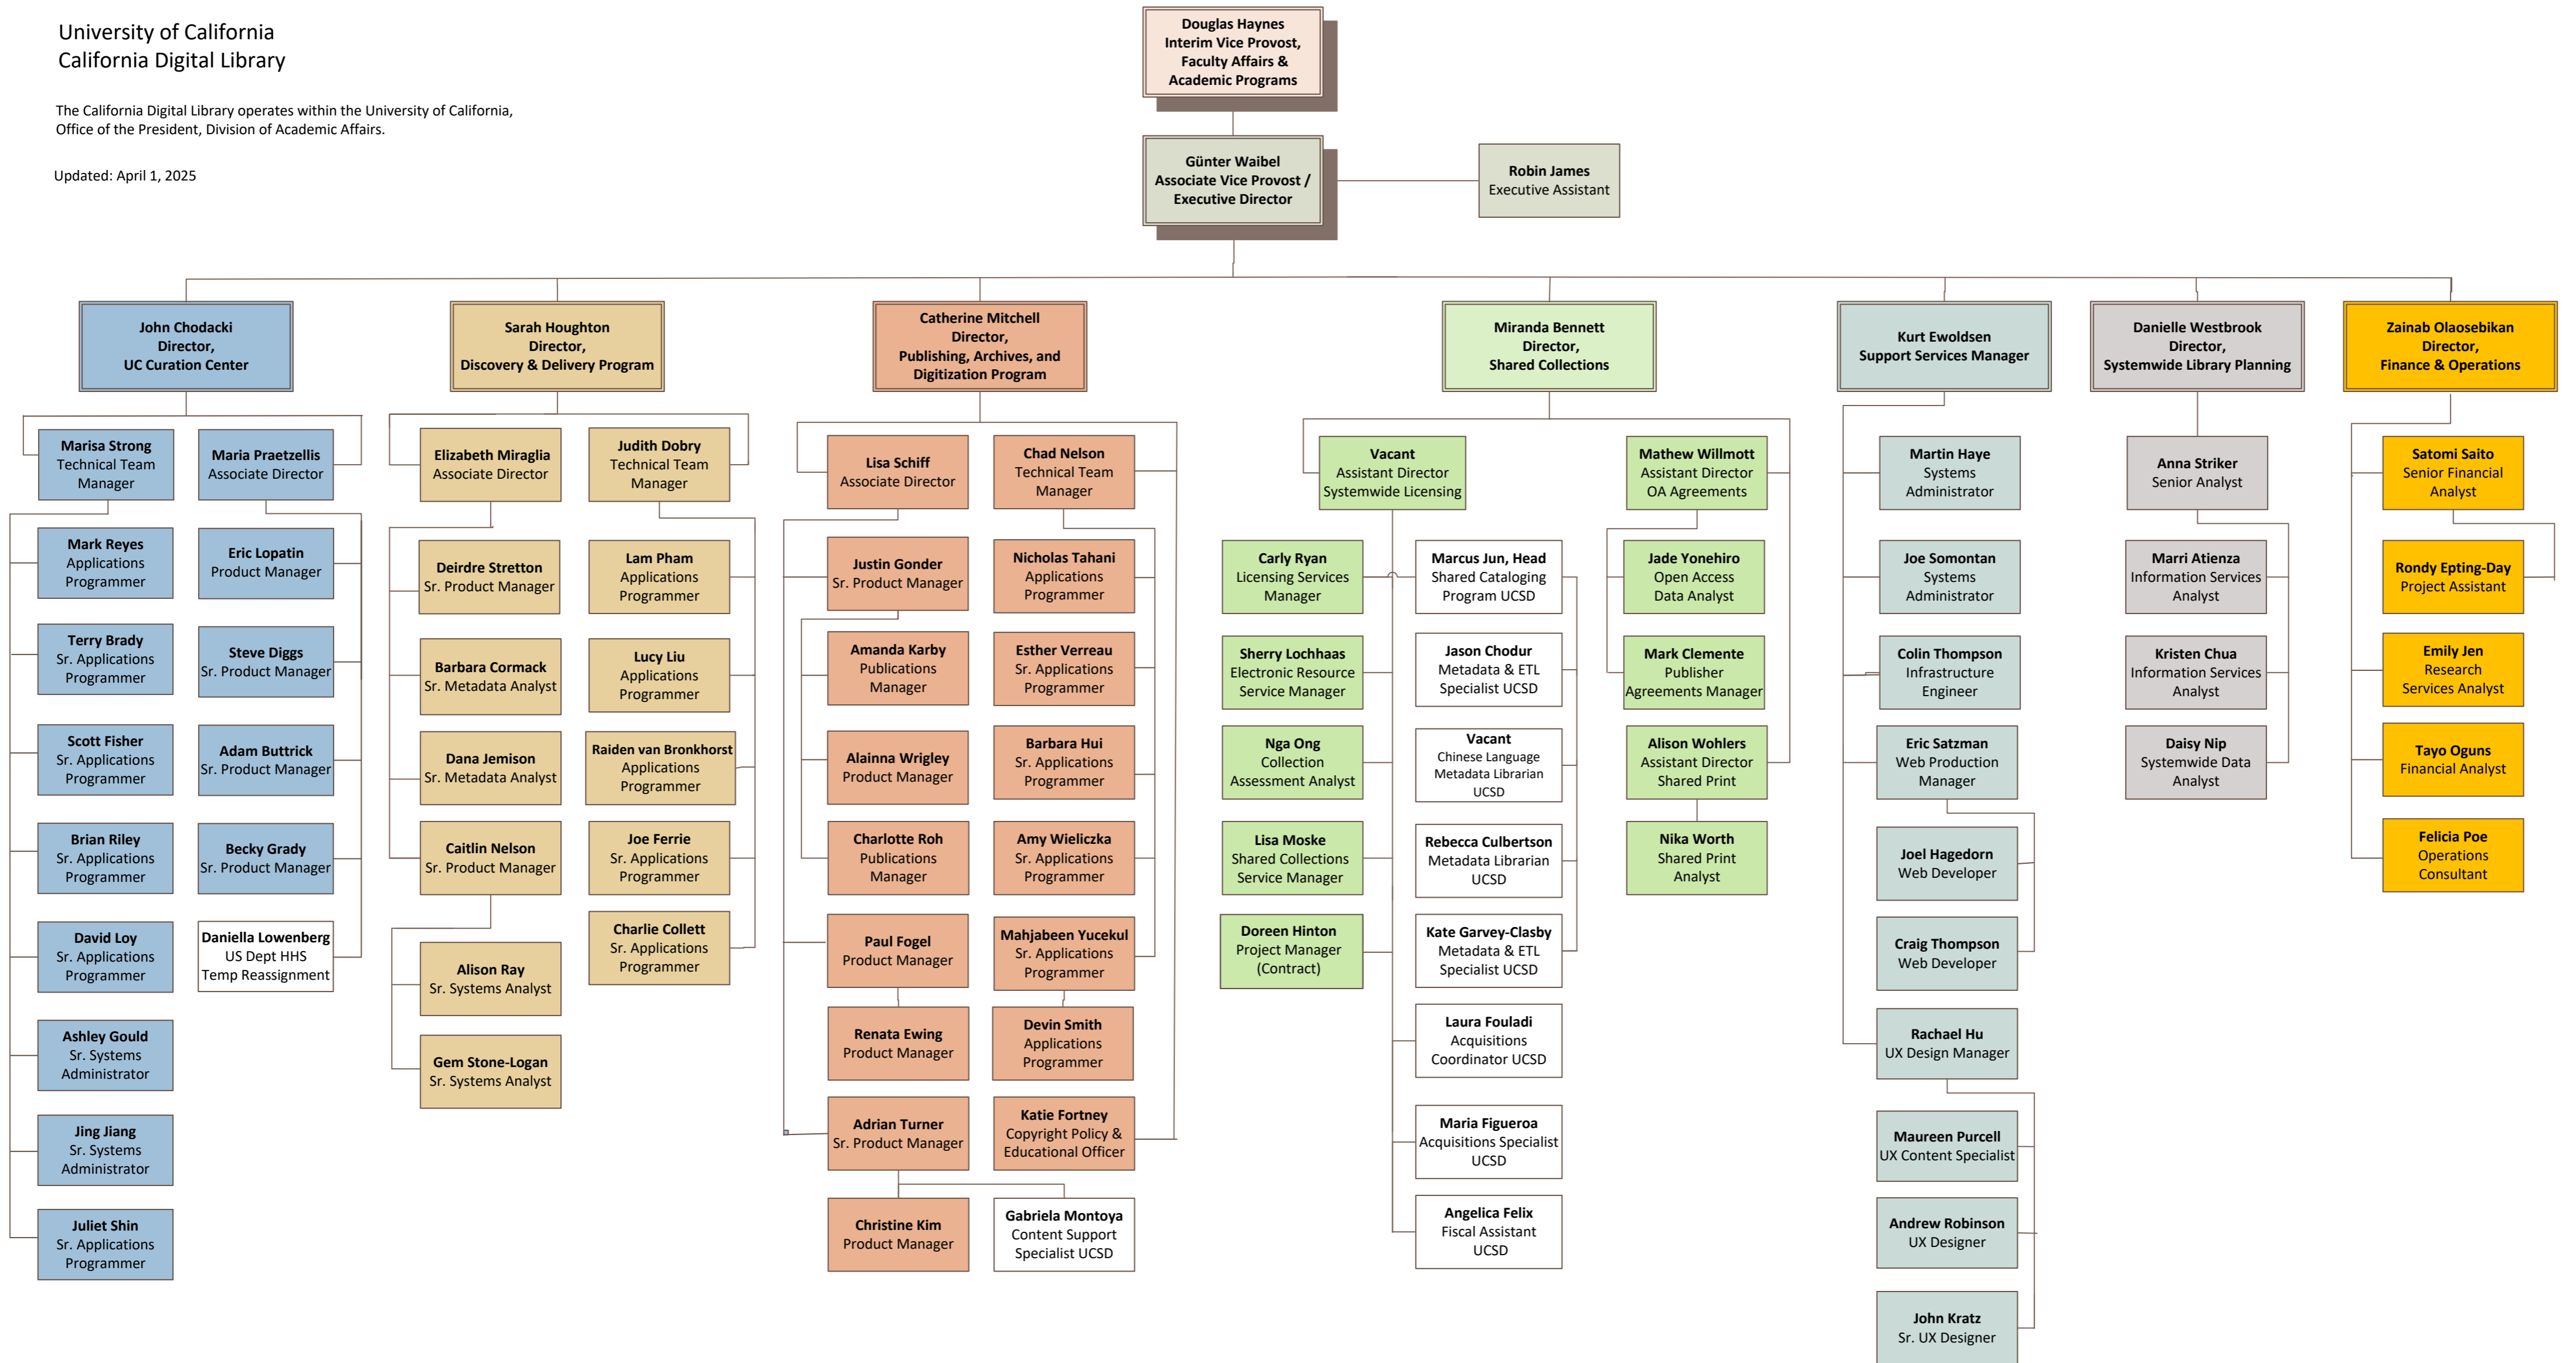 University of California
California Digital Library
The California Digital Library operates within the University of California,
Office of the President, Division of Academic Affairs.
Updated: April 1, 2025
Douglas Haynes
Interim Vice Provost,
Faculty Affairs &
Academic Programs
Günter Waibel
Associate Vice Provost /
Executive Director
Robin James
Executive Assistant
John Chodacki
Director,
UC Curation Center
Marisa Strong
Technical Team
Manager
Mark Reyes
Applications
Programmer
Terry Brady
Sr. Applications
Programmer
Scott Fisher
Sr. Applications
Programmer
Brian Riley
Sr. Applications
Programmer
David Loy
Sr. Applications
Programmer
Ashley Gould
Sr. Systems
Administrator
Jing Jiang
Sr. Systems
Administrator
Juliet Shin
Sr. Applications
Programmer
Maria Praetzellis
Associate Director
Eric Lopatin
Product Manager
Steve Diggs
Sr. Product Manager
Adam Buttrick
Sr. Product Manager
Becky Grady
Sr. Product Manager
Daniella Lowenberg
US Dept HHS
Temp Reassignment
Sarah Houghton
Director,
Discovery & Delivery Program
Elizabeth Miraglia
Associate Director
Deirdre Stretton
Sr. Product Manager
Barbara Cormack
Sr. Metadata Analyst
Dana Jemison
Sr. Metadata Analyst
Caitlin Nelson
Sr. Product Manager
Alison Ray
Sr. Systems Analyst
Gem Stone-Logan
Sr. Systems Analyst
Judith Dobry
Technical Team
Manager
Lam Pham
Applications
Programmer
Lucy Liu
Applications
Programmer
Raiden van Bronkhorst
Applications
Programmer
Joe Ferrie
Sr. Applications
Programmer
Charlie Collett
Sr. Applications
Programmer
Catherine Mitchell
Director,
Publishing, Archives, and
Digitization Program
Lisa Schiff
Associate Director
Justin Gonder
Sr. Product Manager
Amanda Karby
Publications
Manager
Alainna Wrigley
Product Manager
Charlotte Roh
Publications
Manager
Paul Fogel
Product Manager
Renata Ewing
Product Manager
Adrian Turner
Sr. Product Manager
Christine Kim
Product Manager
Chad Nelson
Technical Team
Manager
Nicholas Tahani
Applications
Programmer
Esther Verreau
Sr. Applications
Programmer
Barbara Hui
Sr. Applications
Programmer
Amy Wieliczka
Sr. Applications
Programmer
Mahjabeen Yucekul
Sr. Applications
Programmer
Devin Smith
Applications
Programmer
Katie Fortney
Copyright Policy &
Educational Officer
Gabriela Montoya
Content Support
Specialist UCSD
Miranda Bennett
Director,
Shared Collections
Vacant
Assistant Director
Systemwide Licensing
Carly Ryan
Licensing Services
Manager
Sherry Lochhaas
Electronic Resource
Service Manager
Nga Ong
Collection
Assessment Analyst
Lisa Moske
Shared Collections
Service Manager
Doreen Hinton
Project Manager
(Contract)
Marcus Jun, Head
Shared Cataloging
Program UCSD
Jason Chodur
Metadata & ETL
Specialist UCSD
Vacant
Chinese Language
Metadata Librarian
UCSD
Rebecca Culbertson
Metadata Librarian
UCSD
Kate Garvey-Clasby
Metadata & ETL
Specialist UCSD
Laura Fouladi
Acquisitions
Coordinator UCSD
Maria Figueroa
Acquisitions Specialist
UCSD
Angelica Felix
Fiscal Assistant
UCSD
Mathew Willmott
Assistant Director
OA Agreements
Jade Yonehiro
Open Access
Data Analyst
Mark Clemente
Publisher
Agreements Manager
Alison Wohlers
Assistant Director
Shared Print
Nika Worth
Shared Print
Analyst
Kurt Ewoldsen
Support Services Manager
Martin Haye
Systems
Administrator
Joe Somontan
Systems
Administrator
Colin Thompson
Infrastructure
Engineer
Eric Satzman
Web Production
Manager
Joel Hagedorn
Web Developer
Craig Thompson
Web Developer
Rachael Hu
UX Design Manager
Maureen Purcell
UX Content Specialist
Andrew Robinson
UX Designer
John Kratz
Sr. UX Designer
Danielle Westbrook
Director,
Systemwide Library Planning
Anna Striker
Senior Analyst
Marri Atienza
Information Services
Analyst
Kristen Chua
Information Services
Analyst
Daisy Nip
Systemwide Data
Analyst
Zainab Olaosebikan
Director,
Finance & Operations
Satomi Saito
Senior Financial
Analyst
Rondy Epting-Day
Project Assistant
Emily Jen
Research
Services Analyst
Tayo Oguns
Financial Analyst
Felicia Poe
Operations
Consultant